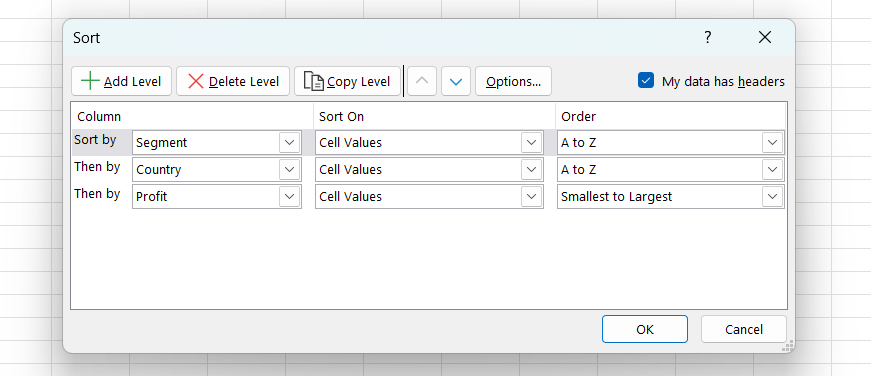 Sort ?
Add Level Delete Level Copy Level Options... My data has headers
Column Sort On Order
Sort by Segment Cell Values A to Z
Then by Country Cell Values A to Z
Then by Profit Cell Values Smallest to Largest
OK Cancel